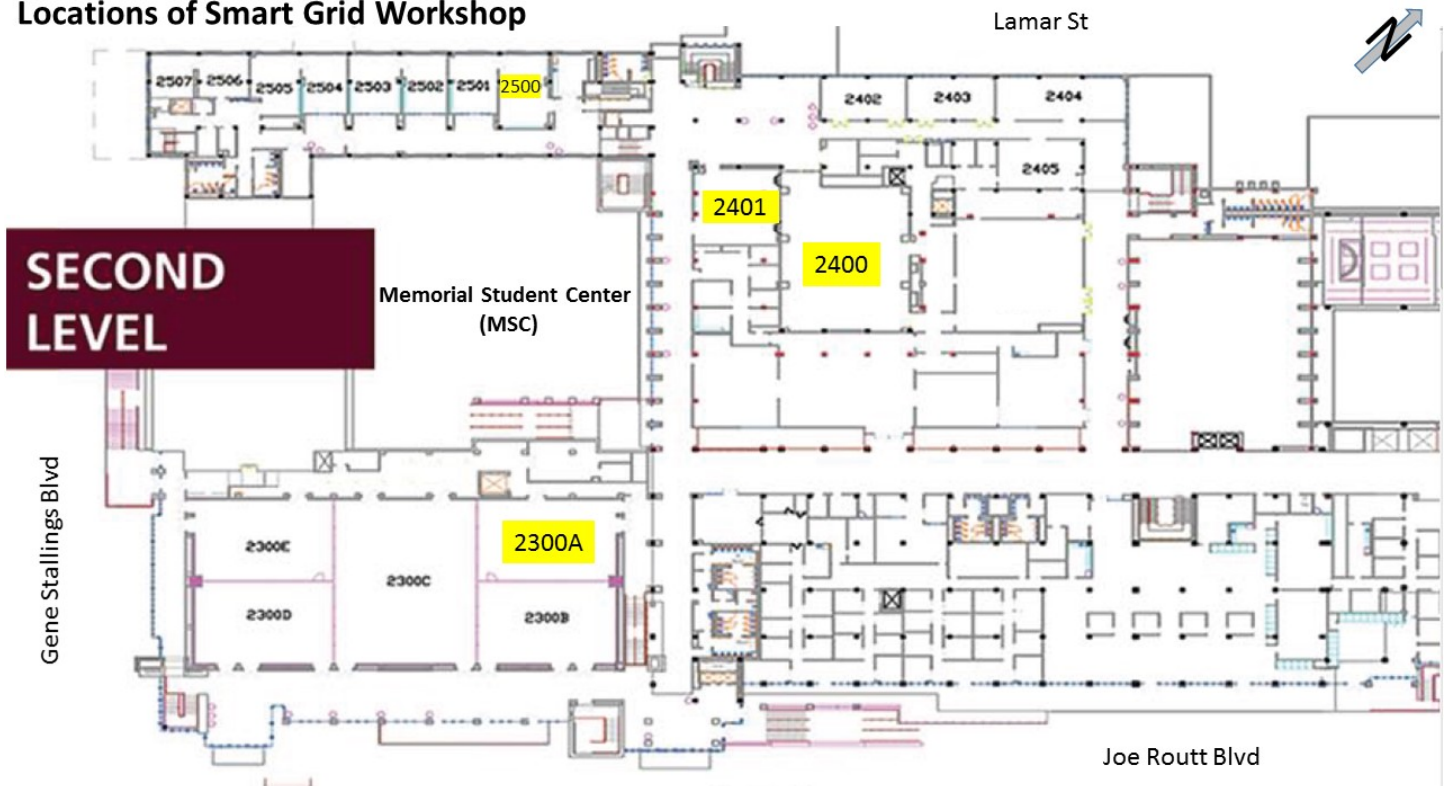 Locations of Smart Grid Workshop
Lamar St
N
2507 2506 2505 2504 2503 2502 2501 2500
2402 2403 2404
2405
2401
2400
SECOND
LEVEL
Memorial Student Center
(MSC)
Gene Stallings Blvd
2300E
2300A
2300C
2300D
2300B
Joe Routt Blvd